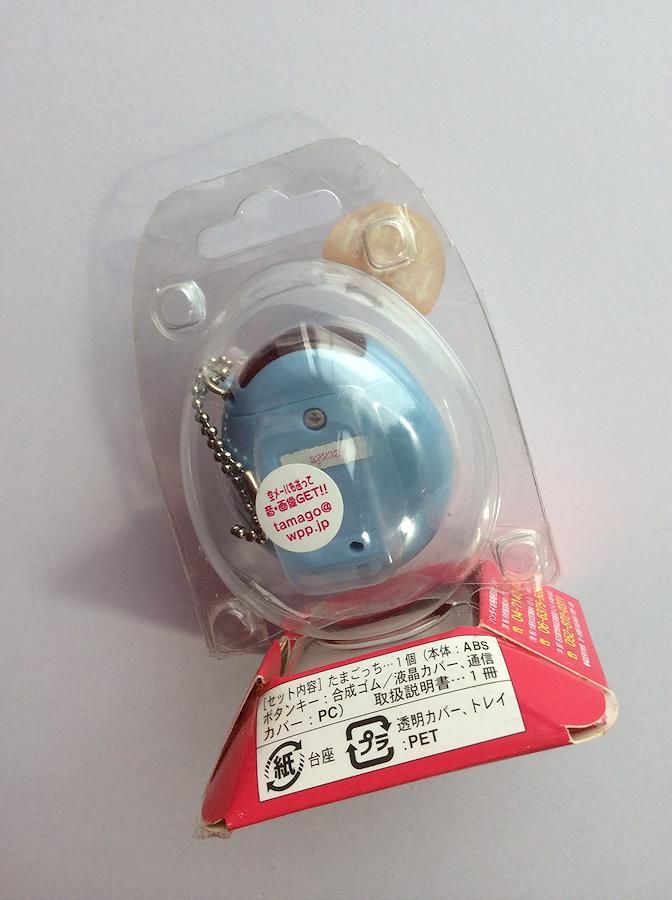 82232
空メールを送って
音・画像GET!!
tamago@
wpp.jp
[セット内容] たまごっち…1個 (本体：ABS
ボタンキー：合成ゴム／液晶カバー、通信
カバー：PC)　取扱説明書…1冊
紙 台座
プラ 透明カバー、トレイ
:PET